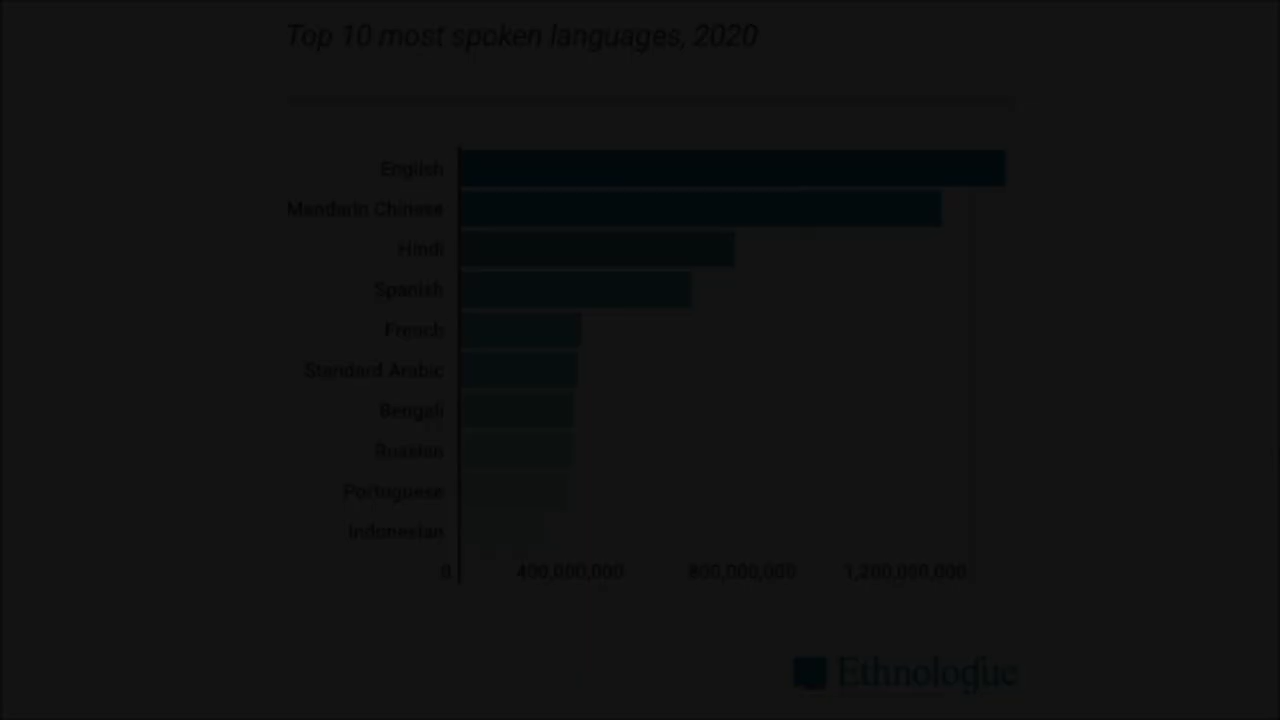 Top 10 most spoken languages, 2020
English
Mandarin Chinese
Hindi
Spanish
French
Standard Arabic
Bengali
Russian
Portuguese
Indonesian
0 400,000,000 800,000,000 1,200,000,000
Ethnologue